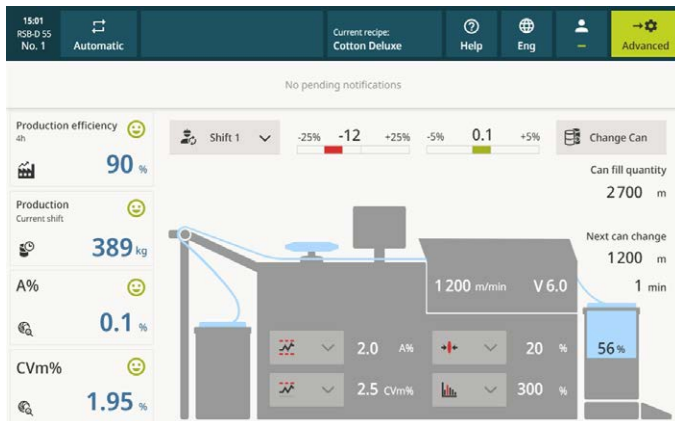 15:01
RSB-D 55
No. 1
Automatic
Current recipe:
Cotton Deluxe
Help
Eng
Advanced
No pending notifications
Production efficiency
4h
90 %
Shift 1
-25% -12 +25%
-5% 0.1 +5%
Change Can
Can fill quantity
2700 m
Production
Current shift
389 kg
Next can change
1200 m
1 min
A%
0.1 %
1200 m/min V 6.0
2.0 A%
20 %
56%
CVm%
1.95 %
2.5 CVm%
300 %